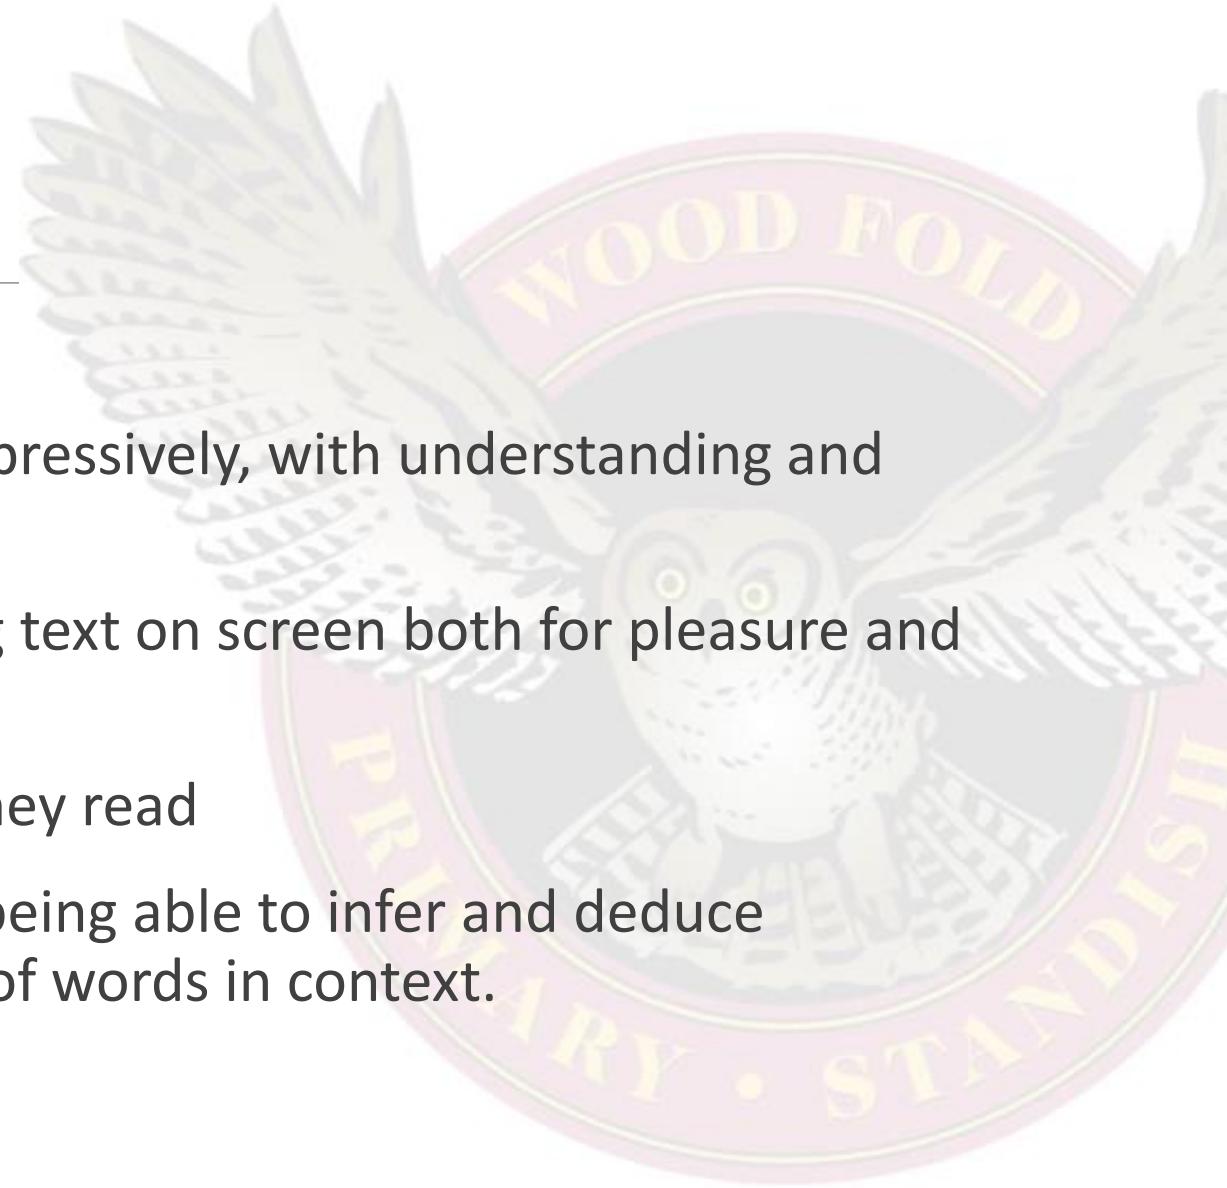 WOOD FOLD
pressively, with understanding and
text on screen both for pleasure and
hey read
being able to infer and deduce
of words in context.
PRIMARY • STANDISH